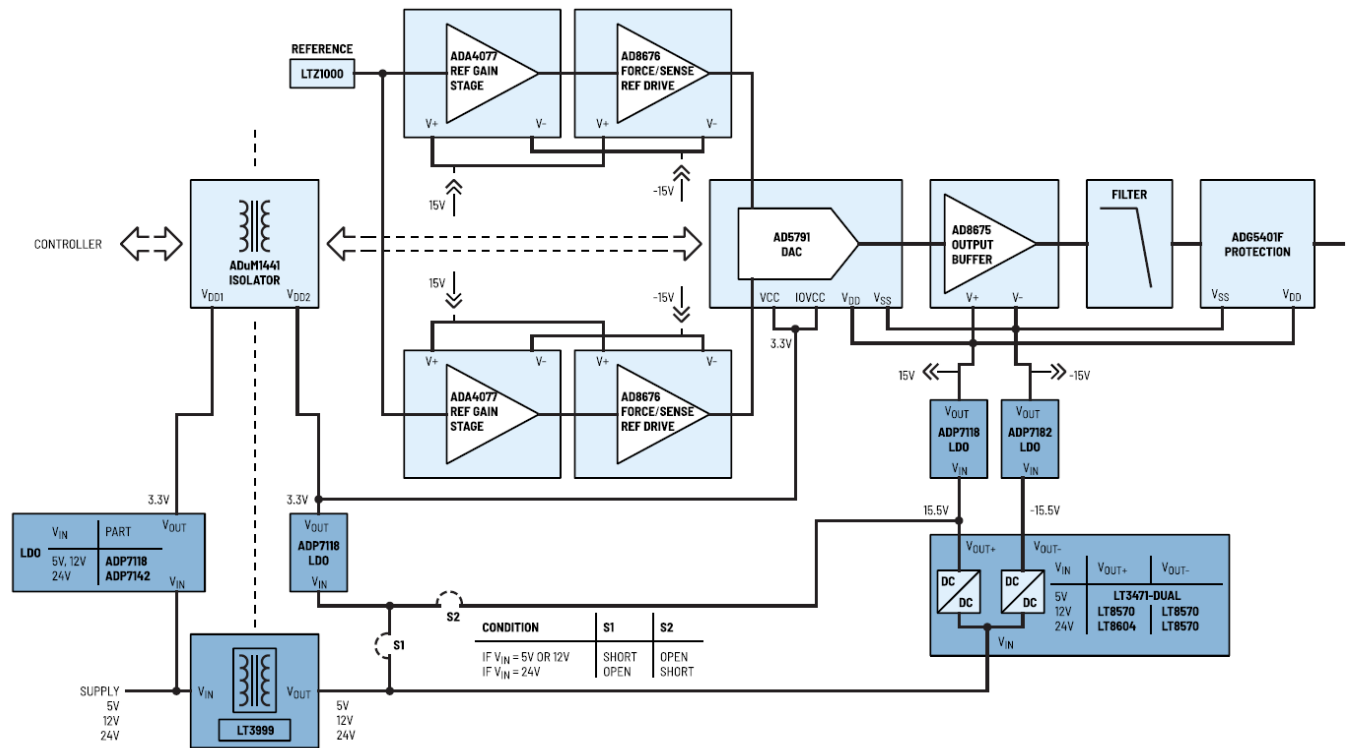 REFERENCE
LTZ1000
ADA4077
REF GAIN
STAGE
V+
V-
AD8676
FORCE/SENSE
REF DRIVE
V+
V-
15V
-15V
CONTROLLER
ADuM1441
ISOLATOR
VDD1
VDD2
AD5791
DAC
VCC
IOVCC
VDD
VSS
3.3V
AD8675
OUTPUT
BUFFER
V+
V-
FILTER
ADG5401F
PROTECTION
VSS
VDD
15V
-15V
V+
V-
ADA4077
REF GAIN
STAGE
V+
V-
AD8676
FORCE/SENSE
REF DRIVE
15V
-15V
VOUT
ADP7118
LDO
VIN
VOUT
ADP7182
LDO
VIN
3.3V
LDO
VIN PART
5V, 12V ADP7118
24V ADP7142
VOUT
VIN
3.3V
VOUT
ADP7118
LDO
VIN
15.5V
-15.5V
VOUT+
VOUT-
DC
DC
DC
DC
VIN
VIN VOUT+ VOUT-
5V LT3471-DUAL
12V LT8570 LT8570
24V LT8604 LT8570
S2
S1
CONDITION S1 S2
IF VIN = 5V OR 12V SHORT OPEN
IF VIN = 24V OPEN SHORT
SUPPLY
5V
12V
24V
VIN
VOUT
LT3999
5V
12V
24V